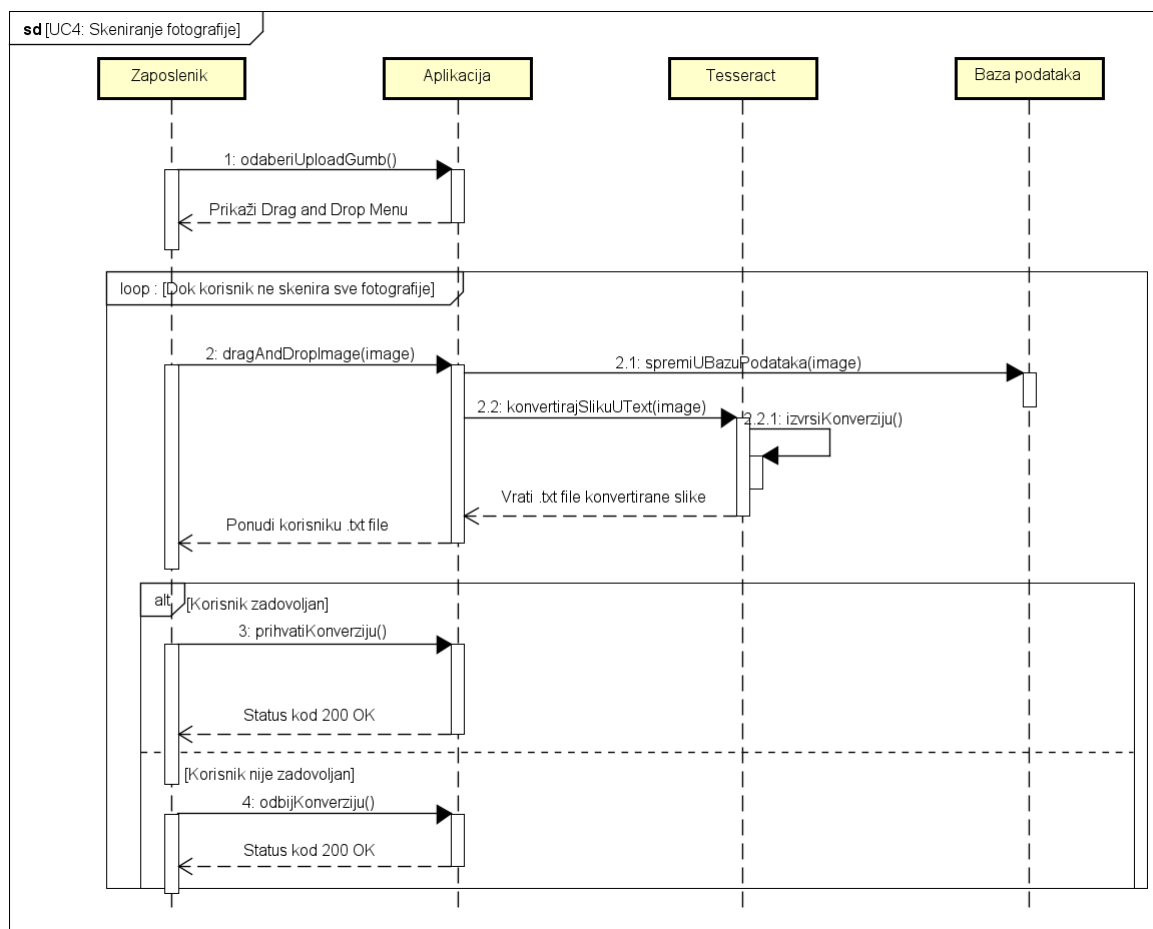 sd [UC4: Skeniranje fotografije]
Zaposlenik
Aplikacija
Tesseract
Baza podataka
1: odaberiUploadGumb()
Prikaži Drag and Drop Menu
loop : [Dok korisnik ne skenira sve fotografije]
2: dragAndDropImage(image)
2.1: spremiUBazuPodataka(image)
2.2: konvertirajSlikuUText(image)
2.2.1: izvrsiKonverziju()
Vrati .txt file konvertirane slike
Ponudi korisniku .txt file
alt
[Korisnik zadovoljan]
3: prihvatiKonverziju()
Status kod 200 OK
[Korisnik nije zadovoljan]
4: odbijKonverziju()
Status kod 200 OK